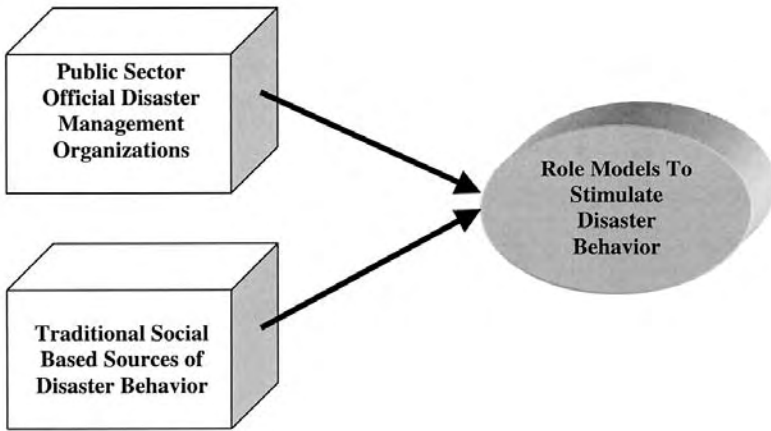 Public Sector
Official Disaster
Management
Organizations
Role Models To
Stimulate
Disaster
Behavior
Traditional Social
Based Sources of
Disaster Behavior